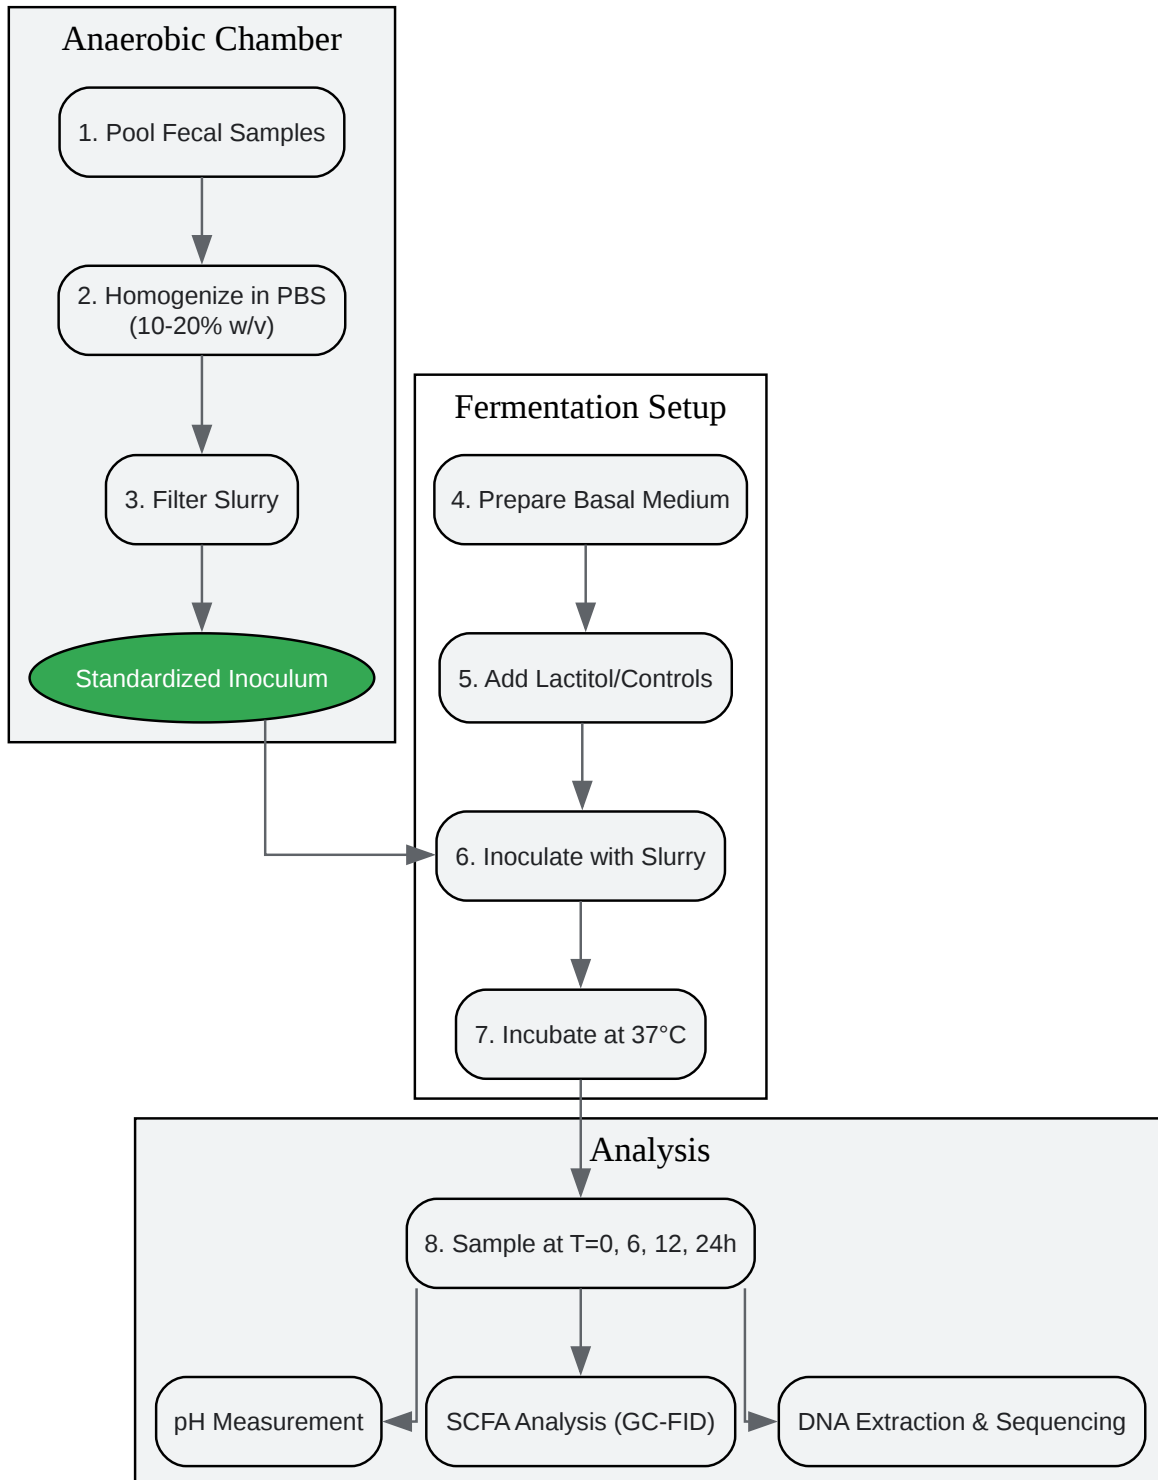 Anaerobic Chamber
1. Pool Fecal Samples
2. Homogenize in PBS
(10-20% w/v)
3. Filter Slurry
Standardized Inoculum
Fermentation Setup
4. Prepare Basal Medium
5. Add Lactitol/Controls
6. Inoculate with Slurry
7. Incubate at 37°C
Analysis
8. Sample at T=0, 6, 12, 24h
pH Measurement
SCFA Analysis (GC-FID)
DNA Extraction & Sequencing